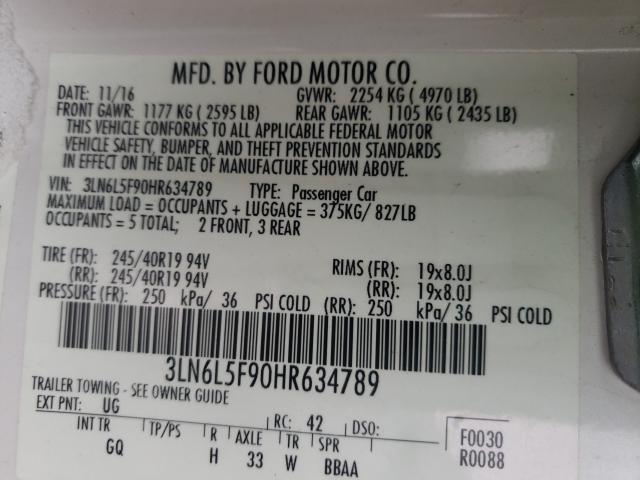 MFD. BY FORD MOTOR CO.
DATE: 11/16 GVWR: 2254 KG ( 4970 LB)
FRONT GAWR: 1177 KG ( 2595 LB) REAR GAWR: 1105 KG ( 2435 LB)
THIS VEHICLE CONFORMS TO ALL APPLICABLE FEDERAL MOTOR
VEHICLE SAFETY, BUMPER, AND THEFT PREVENTION STANDARDS
IN EFFECT ON THE DATE OF MANUFACTURE SHOWN ABOVE.
VIN: 3LN6L5F90HR634789 TYPE: Passenger Car
MAXIMUM LOAD = OCCUPANTS + LUGGAGE = 375KG/ 827LB
OCCUPANTS = 5 TOTAL; 2 FRONT, 3 REAR
TIRE (FR): 245/40R19 94V RIMS (FR): 19x8.0J
(RR): 245/40R19 94V (RR): 19x8.0J
PRESSURE (FR): 250 kPa/ 36 PSI COLD (RR): 250 kPa/ 36 PSI COLD
3LN6L5F90HR634789
TRAILER TOWING - SEE OWNER GUIDE
EXT PNT: UG RC: 42 DSO:
INT TR TP/PS R AXLE TR SPR F0030
GQ H 33 W BBAA R0088